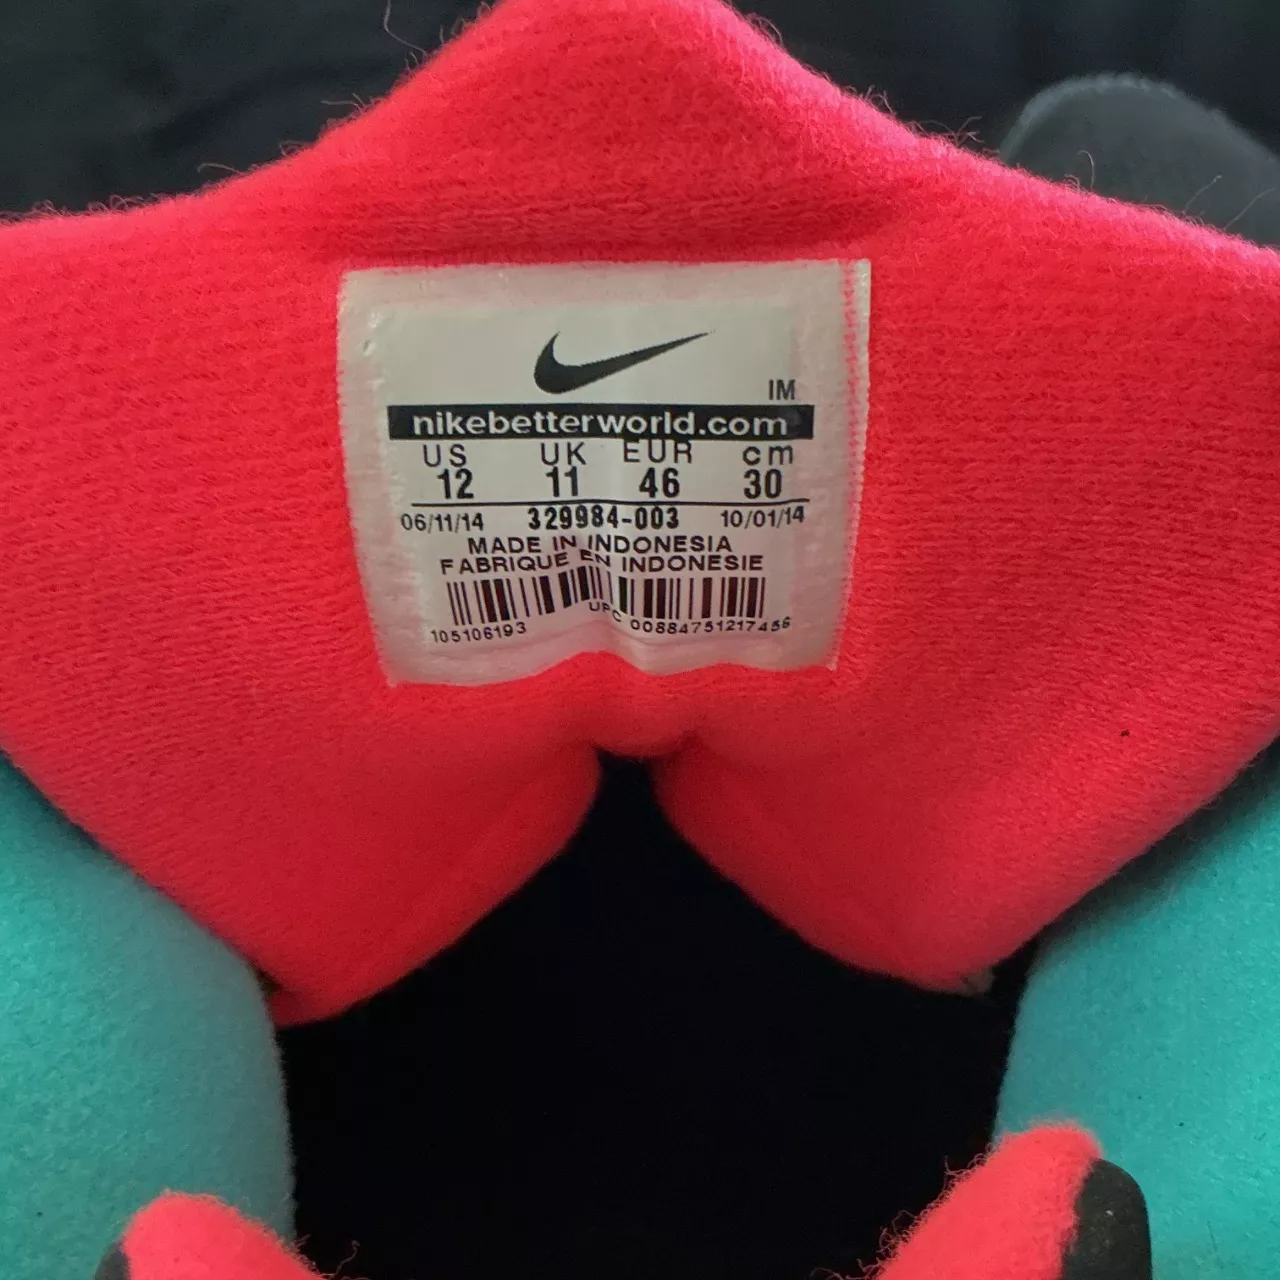 IM
nikebetterworld.com
US UK EUR cm
12 11 46 30
06/11/14 329984-003 10/01/14
MADE IN INDONESIA
FABRIQUE EN INDONESIE
105106193 UPC 00884751217456